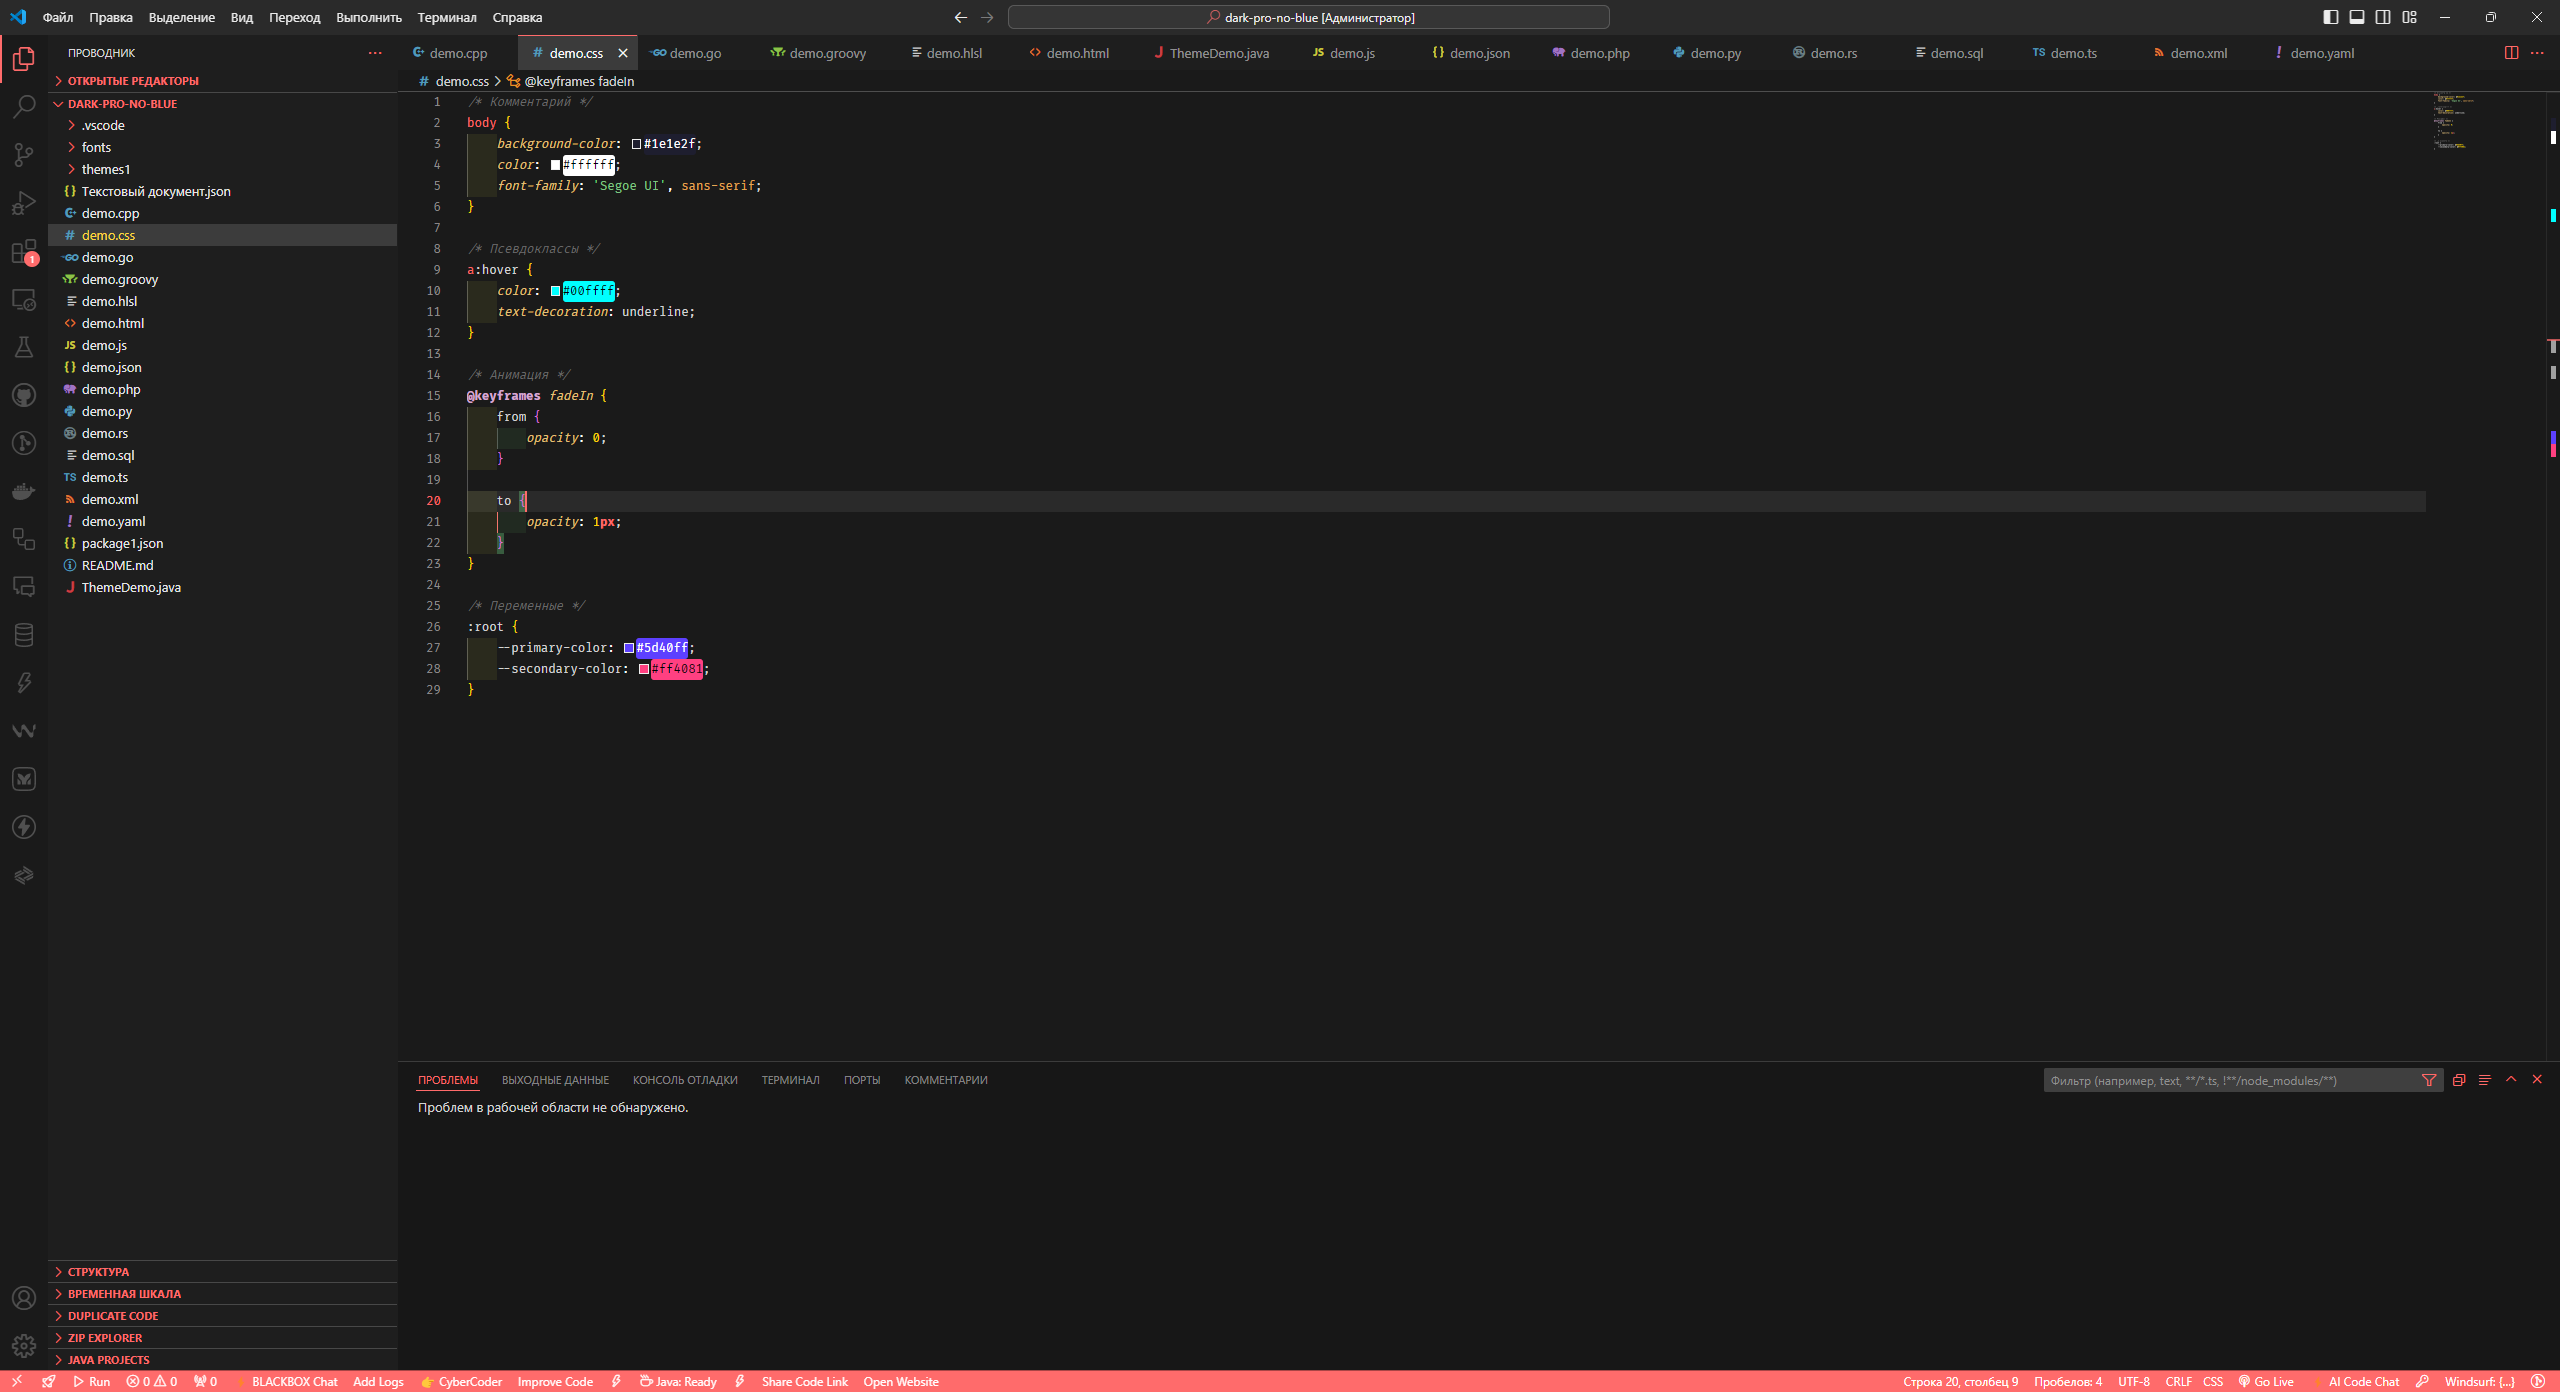 Файл Правка Выделение Вид Переход Выполнить Терминал Справка
dark-pro-no-blue [Администратор]
ПРОВОДНИК
ОТКРЫТЫЕ РЕДАКТОРЫ
DARK-PRO-NO-BLUE
.vscode
fonts
themes1
Текстовый документ.json
demo.cpp
demo.css
demo.go
demo.groovy
demo.hlsl
demo.html
demo.js
demo.json
demo.php
demo.py
demo.rs
demo.sql
demo.ts
demo.xml
demo.yaml
package1.json
README.md
ThemeDemo.java
СТРУКТУРА
ВРЕМЕННАЯ ШКАЛА
DUPLICATE CODE
ZIP EXPLORER
JAVA PROJECTS
demo.cpp # demo.css demo.go demo.groovy demo.hlsl demo.html ThemeDemo.java JS demo.js {} demo.json demo.php demo.py demo.rs demo.sql TS demo.ts demo.xml ! demo.yaml
# demo.css > @keyframes fadeIn
1 /* Комментарий */
2 body {
3 background-color: #1e1e2f;
4 color: #ffffff;
5 font-family: 'Segoe UI', sans-serif;
6 }
7
8 /* Псевдоклассы */
9 a:hover {
10 color: #00ffff;
11 text-decoration: underline;
12 }
13
14 /* Анимация */
15 @keyframes fadeIn {
16 from {
17 opacity: 0;
18 }
19
20 to {
21 opacity: 1px;
22 }
23 }
24
25 /* Переменные */
26 :root {
27 --primary-color: #5d40ff;
28 --secondary-color: #ff4081;
29 }
ПРОБЛЕМЫ ВЫХОДНЫЕ ДАННЫЕ КОНСОЛЬ ОТЛАДКИ ТЕРМИНАЛ ПОРТЫ КОММЕНТАРИИ
Фильтр (например, text, **/*.ts, !**/node_modules/**)
Проблем в рабочей области не обнаружено.
Run 0 0 0 BLACKBOX Chat Add Logs CyberCoder Improve Code Java: Ready Share Code Link Open Website
Строка 20, столбец 9 Пробелов: 4 UTF-8 CRLF CSS Go Live AI Code Chat Windsurf: {...}